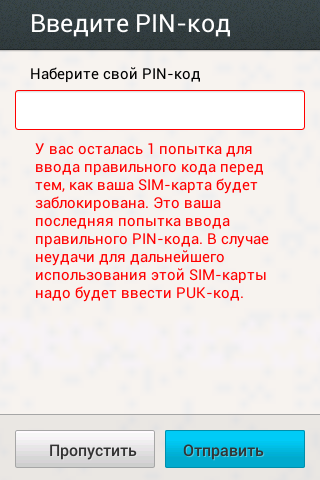 Введите PIN-код
Наберите свой PIN-код
У вас осталась 1 попытка для
ввода правильного кода перед
тем, как ваша SIM-карта будет
заблокирована. Это ваша
последняя попытка ввода
правильного PIN-кода. В случае
неудачи для дальнейшего
использования этой SIM-карты
надо будет ввести PUK-код.
Пропустить
Отправить